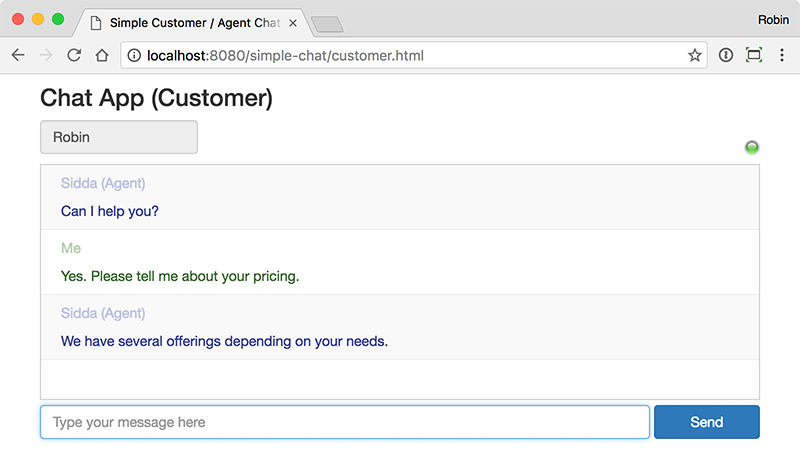 Simple Customer / Agent Chat
Robin
localhost:8080/simple-chat/customer.html
Chat App (Customer)
Robin
Sidda (Agent)
Can I help you?
Me
Yes. Please tell me about your pricing.
Sidda (Agent)
We have several offerings depending on your needs.
Type your message here
Send